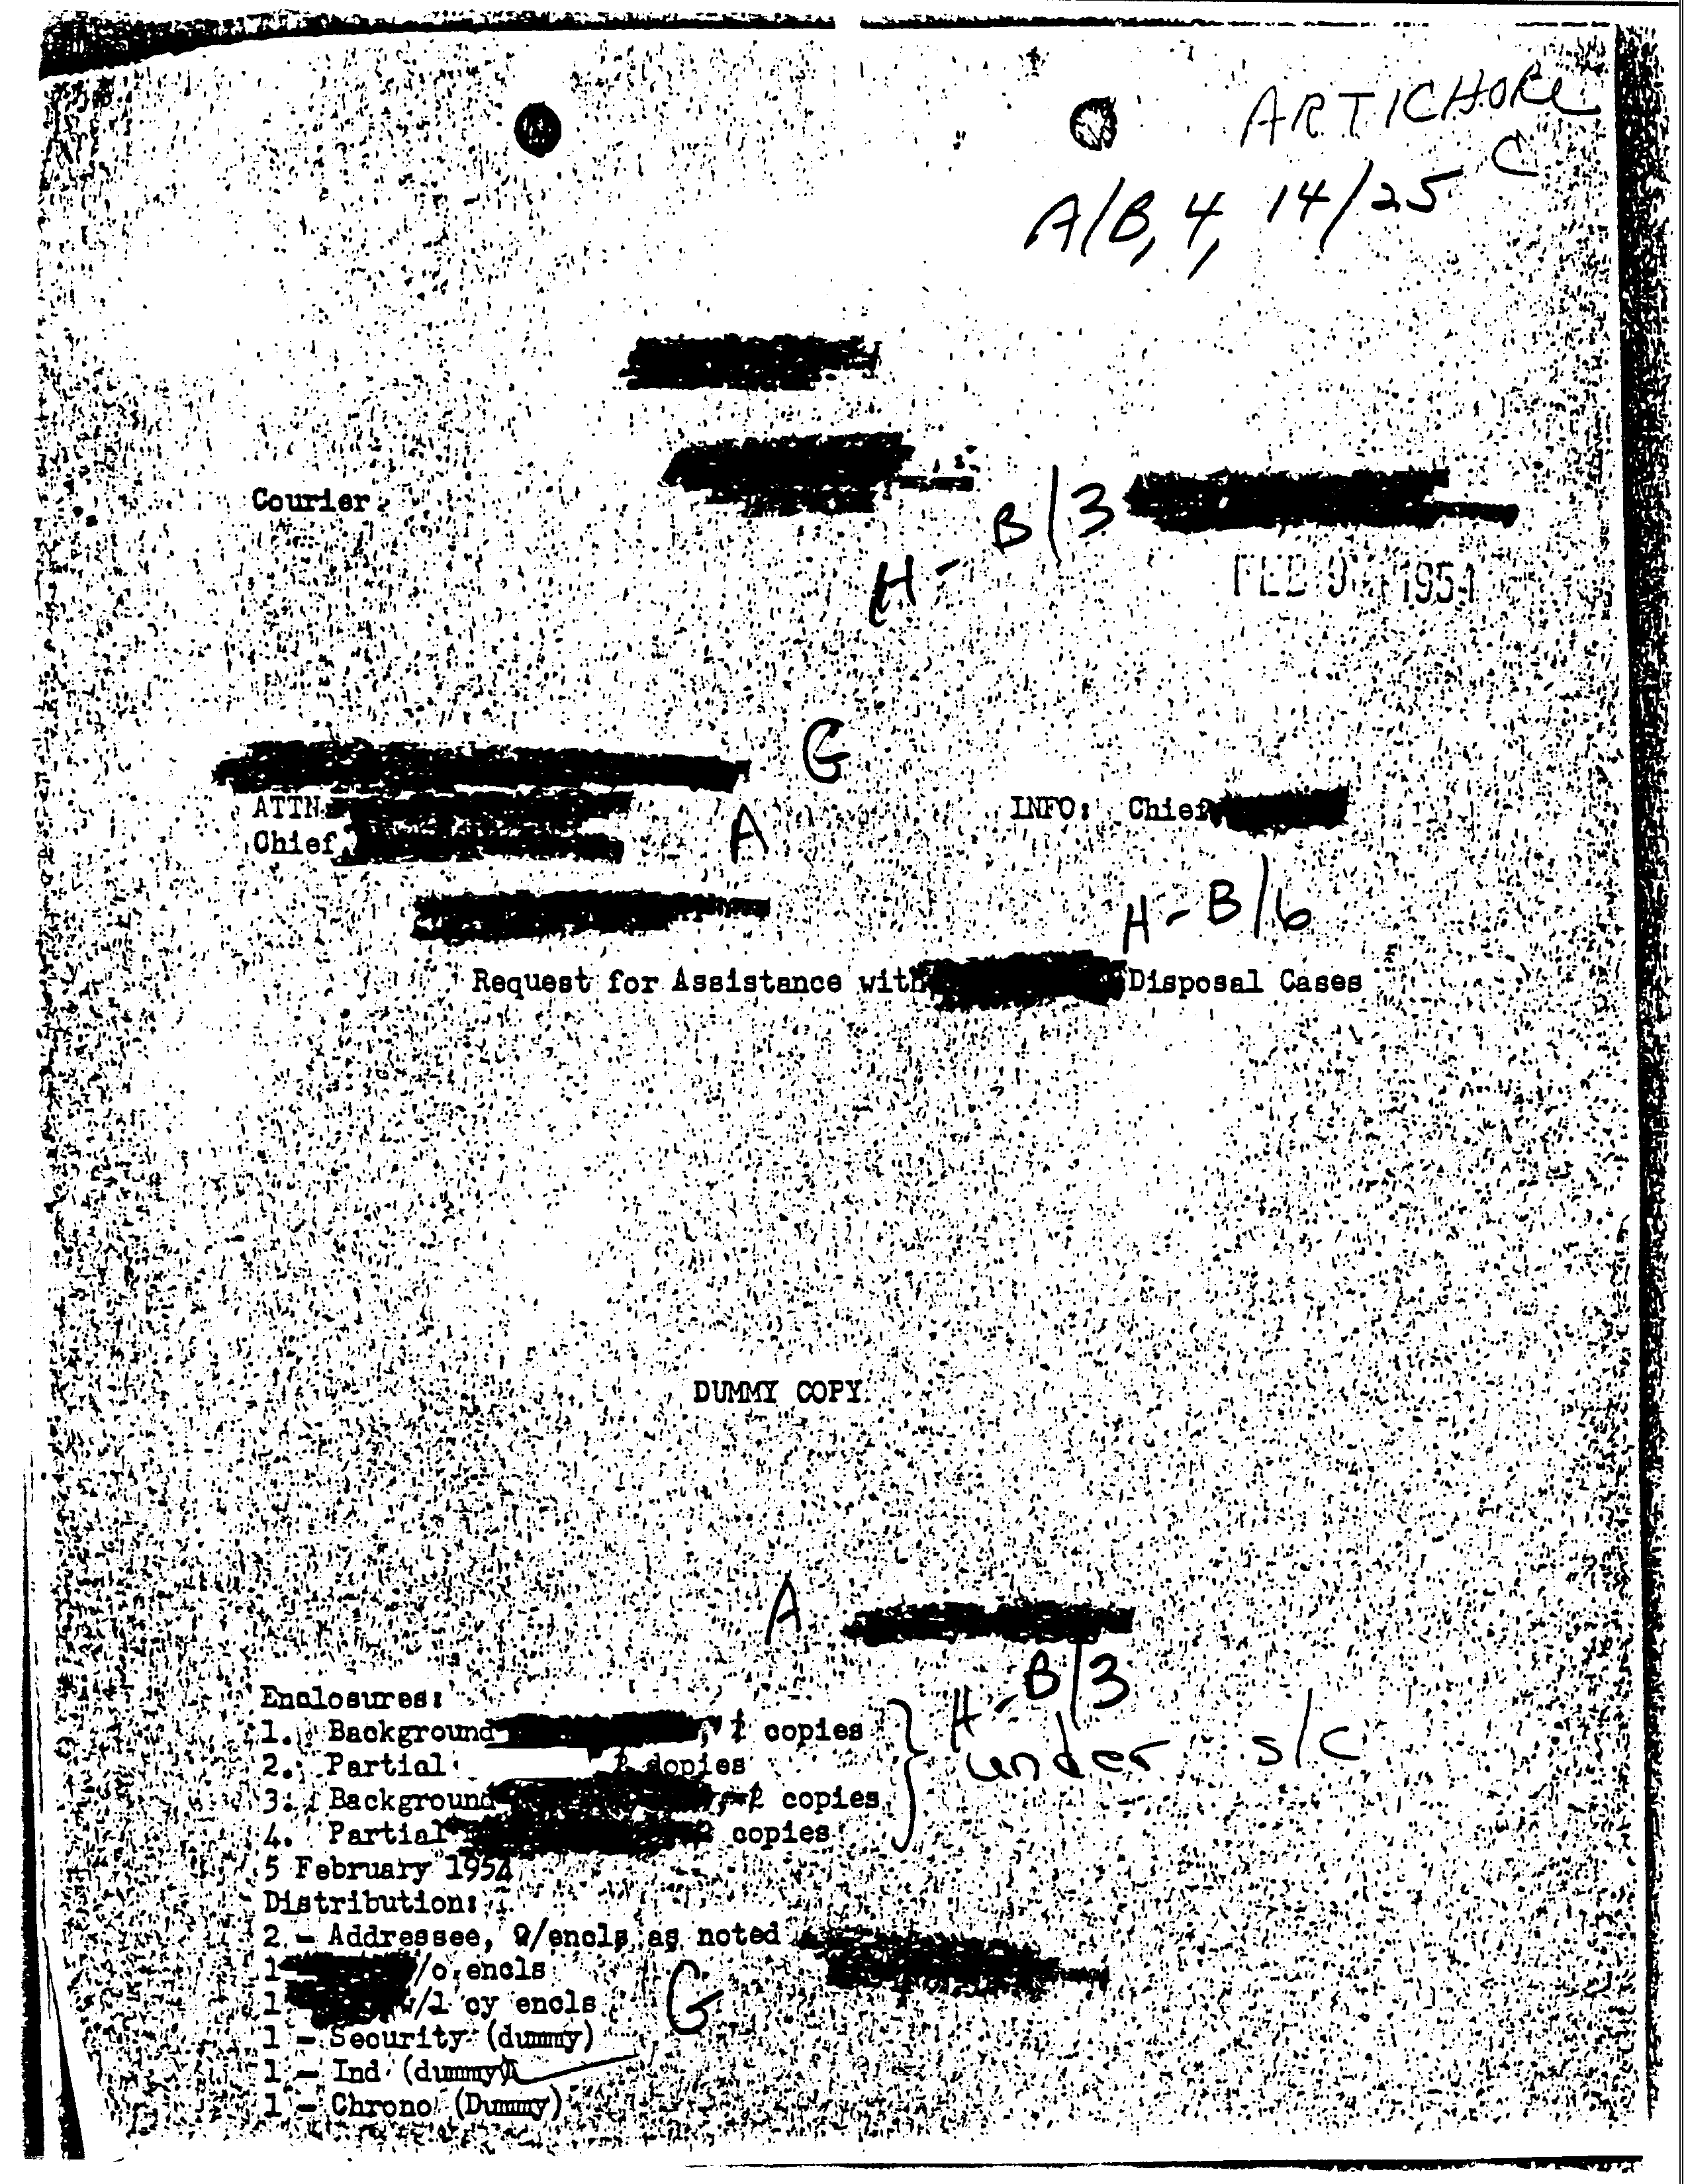 ARTICHOKE
C
A/B, 4, 14/25
Courier
B/3
H-
FEB 9 1954
G
ATTN
INFO: Chief
Chief
A
H-B/6
Request for Assistance with Disposal Cases
DUMMY COPY
A
H-B/3
Enclosures:
1. Background , 2 copies
under s/c
2. Partial 2 copies
3. Background , 2 copies
4. Partial 2 copies
5 February 1954
Distribution:
2 - Addressee, W/encls as noted
1 - /o encls
1 w/1 cy encls
G
1 - Security (dummy)
1 - Ind (dummy)
1 - Chrono (Dummy)